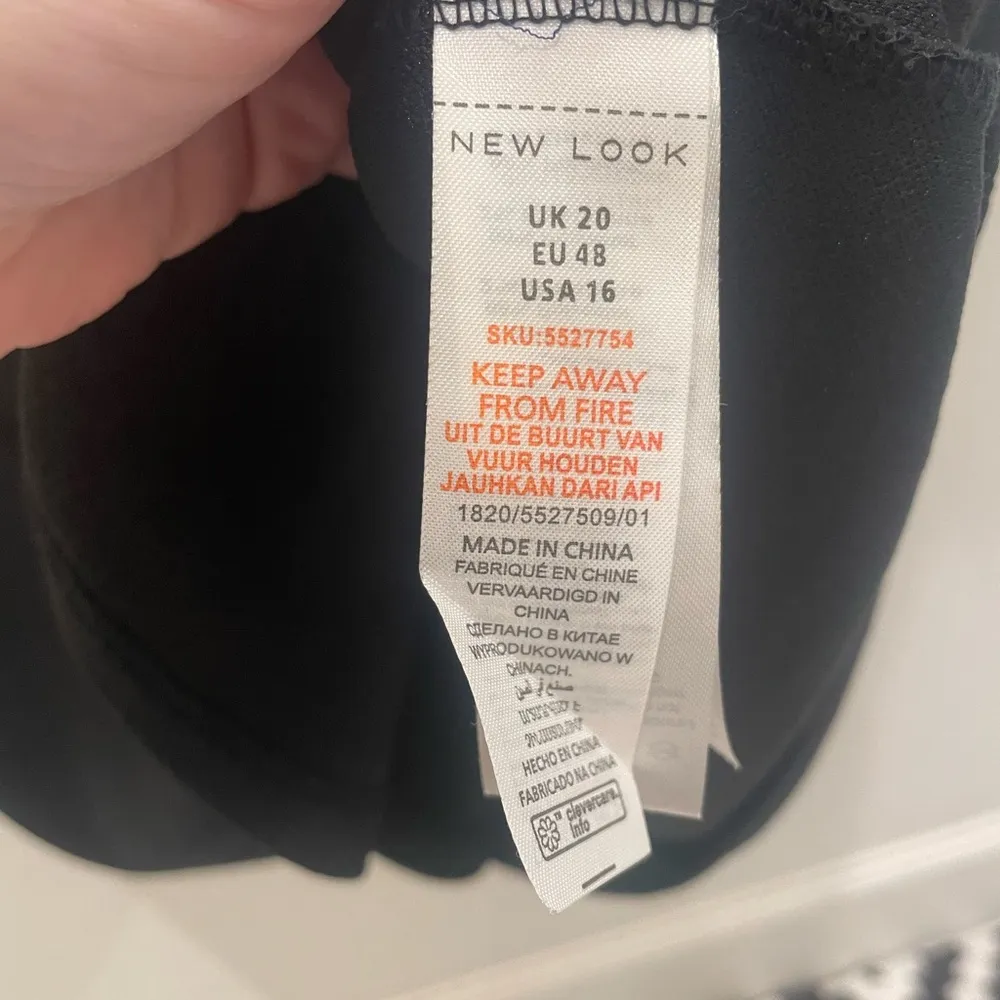 NEW LOOK
UK 20
EU 48
USA 16
SKU:5527754
KEEP AWAY
FROM FIRE
UIT DE BUURT VAN
VUUR HOUDEN
JAUHKAN DARI API
1820/5527509/01
MADE IN CHINA
FABRIQUÉ EN CHINE
VERVAARDIGD IN
CHINA
СДЕЛАНО В КИТАЕ
WYPRODUKOWANO W
CHINACH.
HECHO EN CHINA
FABRICADO NA CHINA
™ clevercare.
info